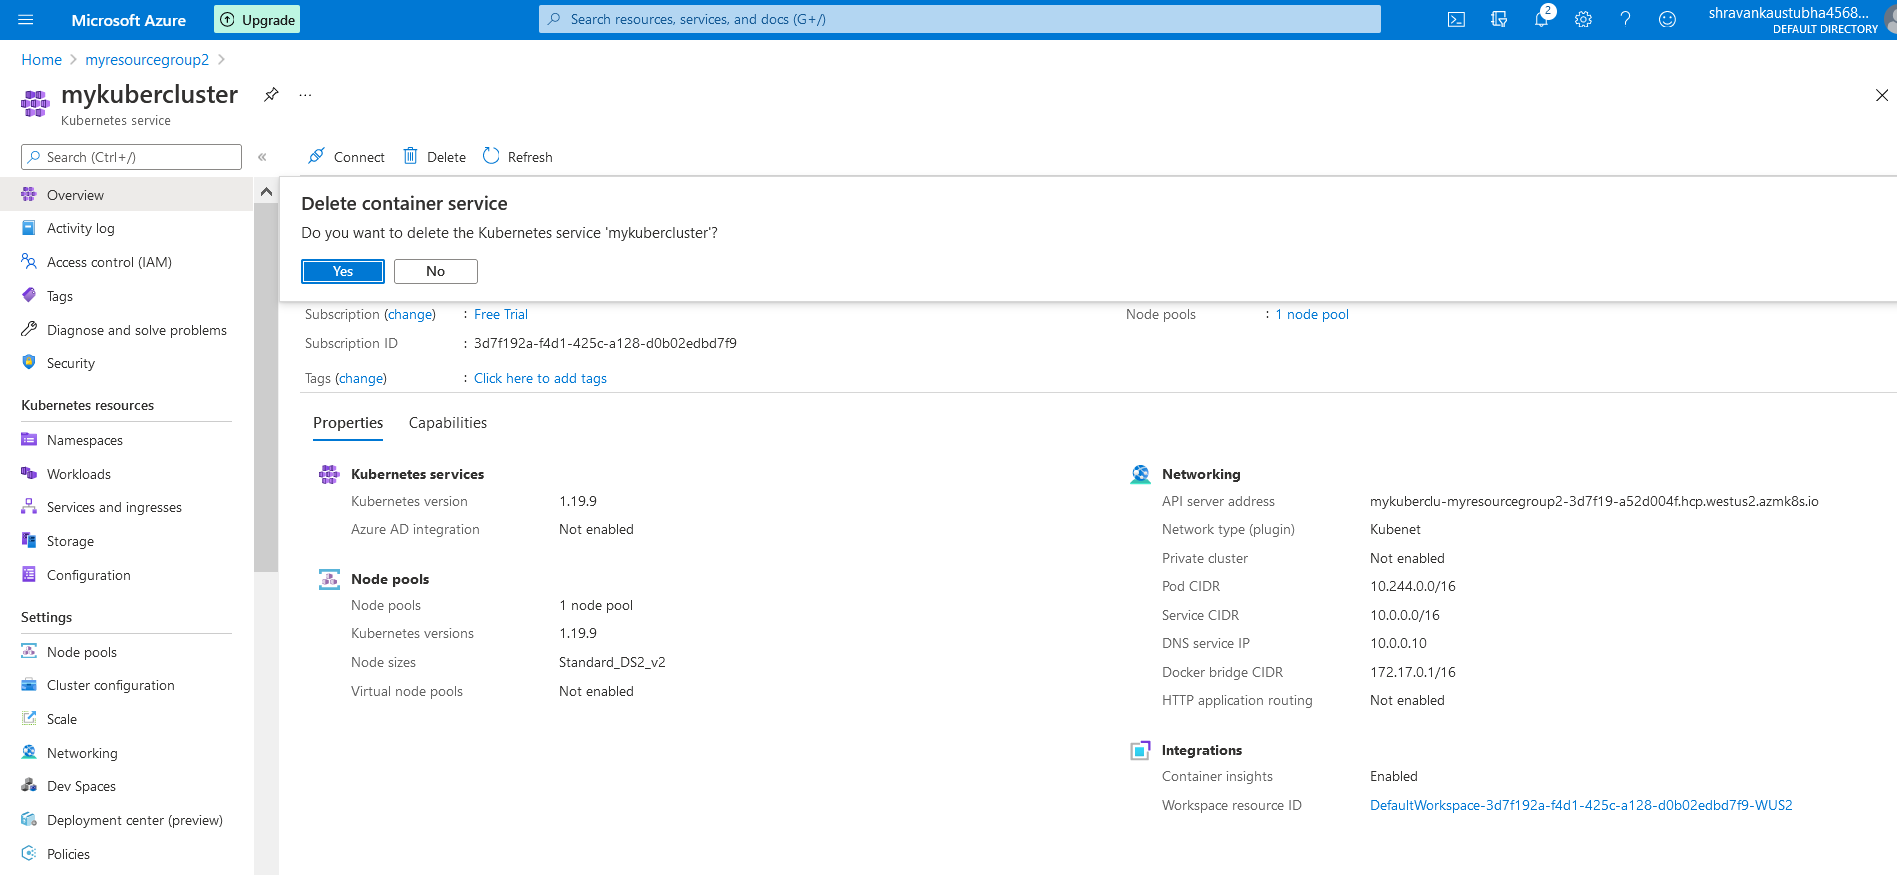 Microsoft Azure
Upgrade
Search resources, services, and docs (G+/)
2
shravankaustubha4568...
DEFAULT DIRECTORY
Home > myresourcegroup2 >
mykubercluster
...
Kubernetes service
Search (Ctrl+/)
«
Connect
Delete
Refresh
Overview
Activity log
Access control (IAM)
Tags
Diagnose and solve problems
Security
Kubernetes resources
Namespaces
Workloads
Services and ingresses
Storage
Configuration
Settings
Node pools
Cluster configuration
Scale
Networking
Dev Spaces
Deployment center (preview)
Policies
Delete container service
Do you want to delete the Kubernetes service 'mykubercluster'?
Yes
No
Subscription (change) : Free Trial
Subscription ID : 3d7f192a-f4d1-425c-a128-d0b02edbd7f9
Tags (change) : Click here to add tags
Node pools : 1 node pool
Properties
Capabilities
Kubernetes services
Kubernetes version 1.19.9
Azure AD integration Not enabled
Node pools
Node pools 1 node pool
Kubernetes versions 1.19.9
Node sizes Standard_DS2_v2
Virtual node pools Not enabled
Networking
API server address mykuberclu-myresourcegroup2-3d7f19-a52d004f.hcp.westus2.azmk8s.io
Network type (plugin) Kubenet
Private cluster Not enabled
Pod CIDR 10.244.0.0/16
Service CIDR 10.0.0.0/16
DNS service IP 10.0.0.10
Docker bridge CIDR 172.17.0.1/16
HTTP application routing Not enabled
Integrations
Container insights Enabled
Workspace resource ID DefaultWorkspace-3d7f192a-f4d1-425c-a128-d0b02edbd7f9-WUS2